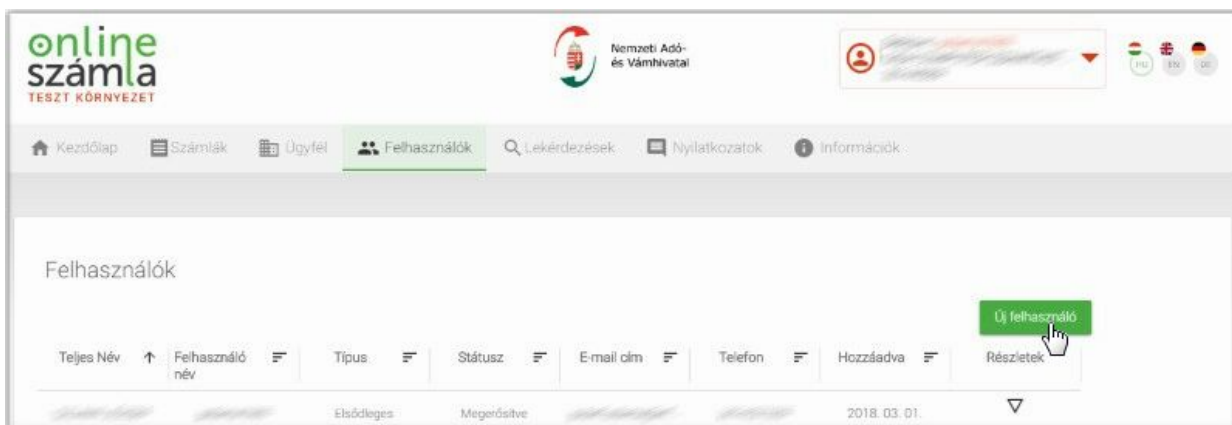 online
számla
TESZT KÖRNYEZET
Nemzeti Adó-
és Vámhivatal
HU EN DE
Kezdőlap Számlák Ügyfél Felhasználók Lekérdezések Nyilatkozatok Információk
Felhasználók
Új felhasználó
Teljes Név Felhasználó név Típus Státusz E-mail cím Telefon Hozzáadva Részletek
Elsődleges Megerősítve 2018. 03. 01.